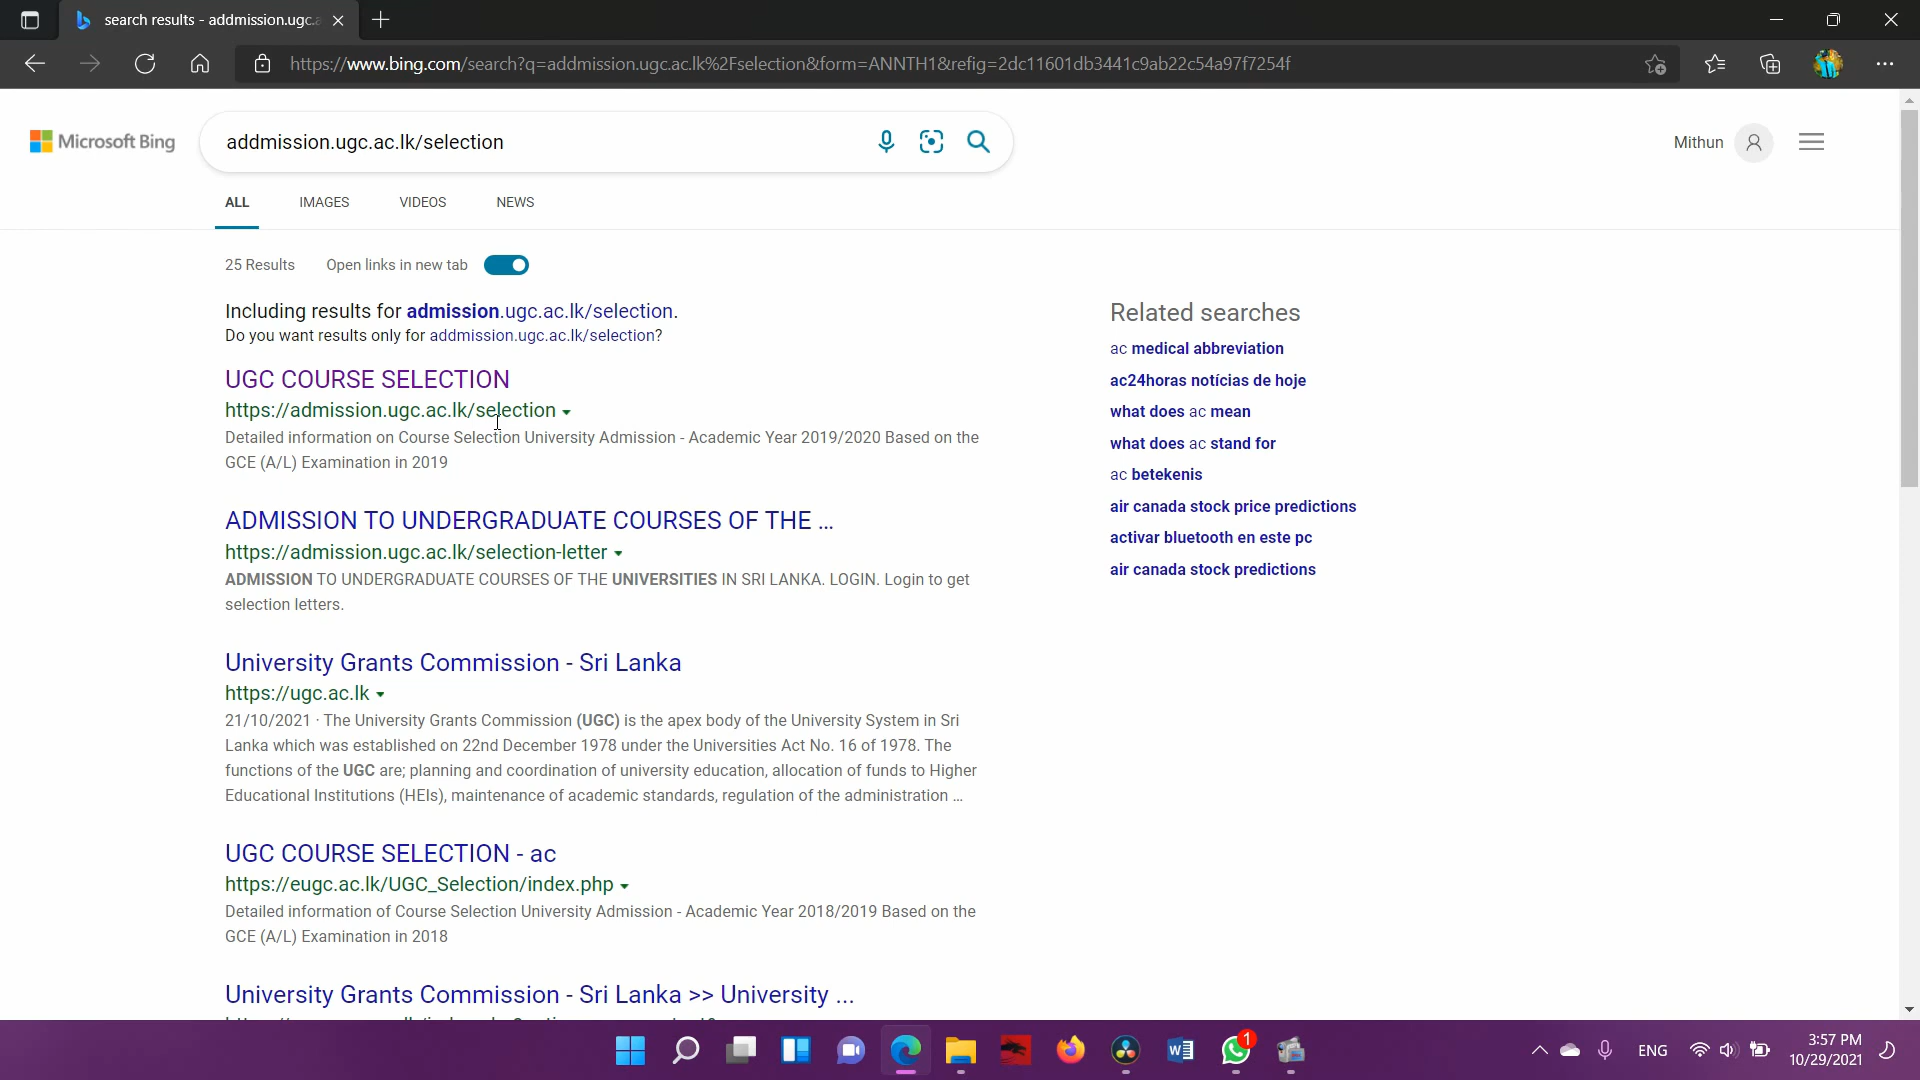 search results - addmission.ugc.a
https://www.bing.com/search?q=addmission.ugc.ac.lk%2Fselection&form=ANNTH1&refig=2dc11601db3441c9ab22c54a97f7254f
Microsoft Bing
addmission.ugc.ac.lk/selection
Mithun
ALL
IMAGES
VIDEOS
NEWS
25 Results
Open links in new tab
Including results for admission.ugc.ac.lk/selection.
Do you want results only for addmission.ugc.ac.lk/selection?
UGC COURSE SELECTION
https://admission.ugc.ac.lk/selection
Detailed information on Course Selection University Admission - Academic Year 2019/2020 Based on the
GCE (A/L) Examination in 2019
ADMISSION TO UNDERGRADUATE COURSES OF THE ...
https://admission.ugc.ac.lk/selection-letter
ADMISSION TO UNDERGRADUATE COURSES OF THE UNIVERSITIES IN SRI LANKA. LOGIN. Login to get
selection letters.
University Grants Commission - Sri Lanka
https://ugc.ac.lk
21/10/2021 · The University Grants Commission (UGC) is the apex body of the University System in Sri
Lanka which was established on 22nd December 1978 under the Universities Act No. 16 of 1978. The
functions of the UGC are; planning and coordination of university education, allocation of funds to Higher
Educational Institutions (HEIs), maintenance of academic standards, regulation of the administration ...
UGC COURSE SELECTION - ac
https://eugc.ac.lk/UGC_Selection/index.php
Detailed information of Course Selection University Admission - Academic Year 2018/2019 Based on the
GCE (A/L) Examination in 2018
University Grants Commission - Sri Lanka >> University ...
Related searches
ac medical abbreviation
ac24horas notícias de hoje
what does ac mean
what does ac stand for
ac betekenis
air canada stock price predictions
activar bluetooth en este pc
air canada stock predictions
1
ENG
3:57 PM
10/29/2021